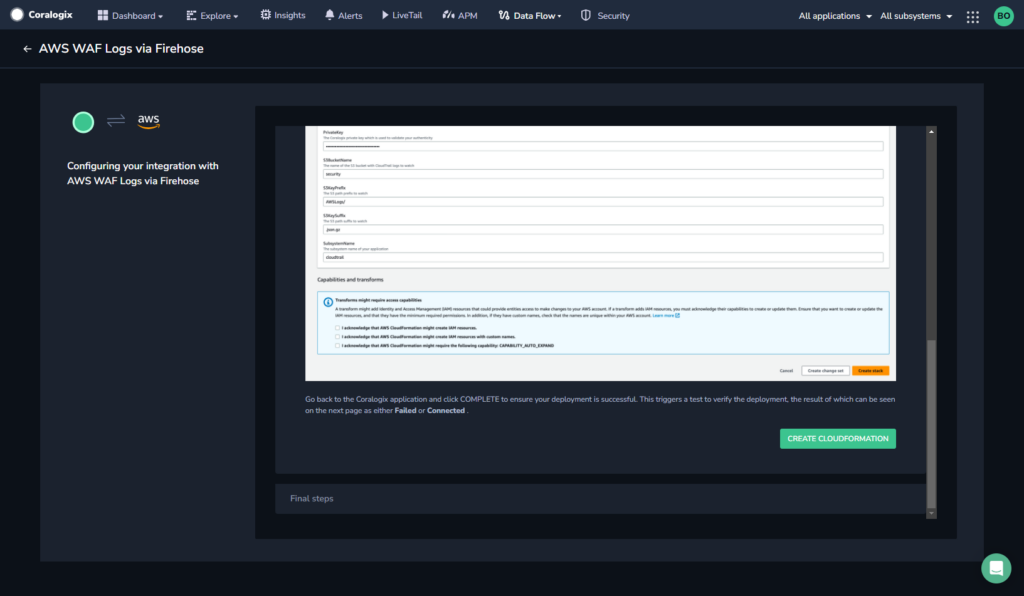 Coralogix Dashboard Explore Insights Alerts LiveTail APM Data Flow Security All applications All subsystems BO
AWS WAF Logs via Firehose
aws
Configuring your integration with
AWS WAF Logs via Firehose
PrivateKey
The Coralogix private key which is used to validate your authenticity
S3BucketName
The name of the S3 bucket with CloudTrail logs to watch
security
S3KeyPrefix
The S3 path prefix to watch
AWSLogs/
S3KeySuffix
The S3 path suffix to watch
.json.gz
SubsystemName
The subsystem name of your application
cloudtrail
Capabilities and transforms
Transforms might require access capabilities
A transform might add Identity and Access Management (IAM) resources that could provide entities access to make changes to your AWS account. If a transform adds IAM resources, you must acknowledge their capabilities to create or update them. Ensure that you want to create or update the
IAM resources, and that they have the minimum required permissions. In addition, if they have custom names, check that the names are unique within your AWS account. Learn more
I acknowledge that AWS CloudFormation might create IAM resources.
I acknowledge that AWS CloudFormation might create IAM resources with custom names.
I acknowledge that AWS CloudFormation might require the following capability: CAPABILITY_AUTO_EXPAND
Cancel Create change set Create stack
Go back to the Coralogix application and click COMPLETE to ensure your deployment is successful. This triggers a test to verify the deployment, the result of which can be seen
on the next page as either Failed or Connected .
CREATE CLOUDFORMATION
Final steps